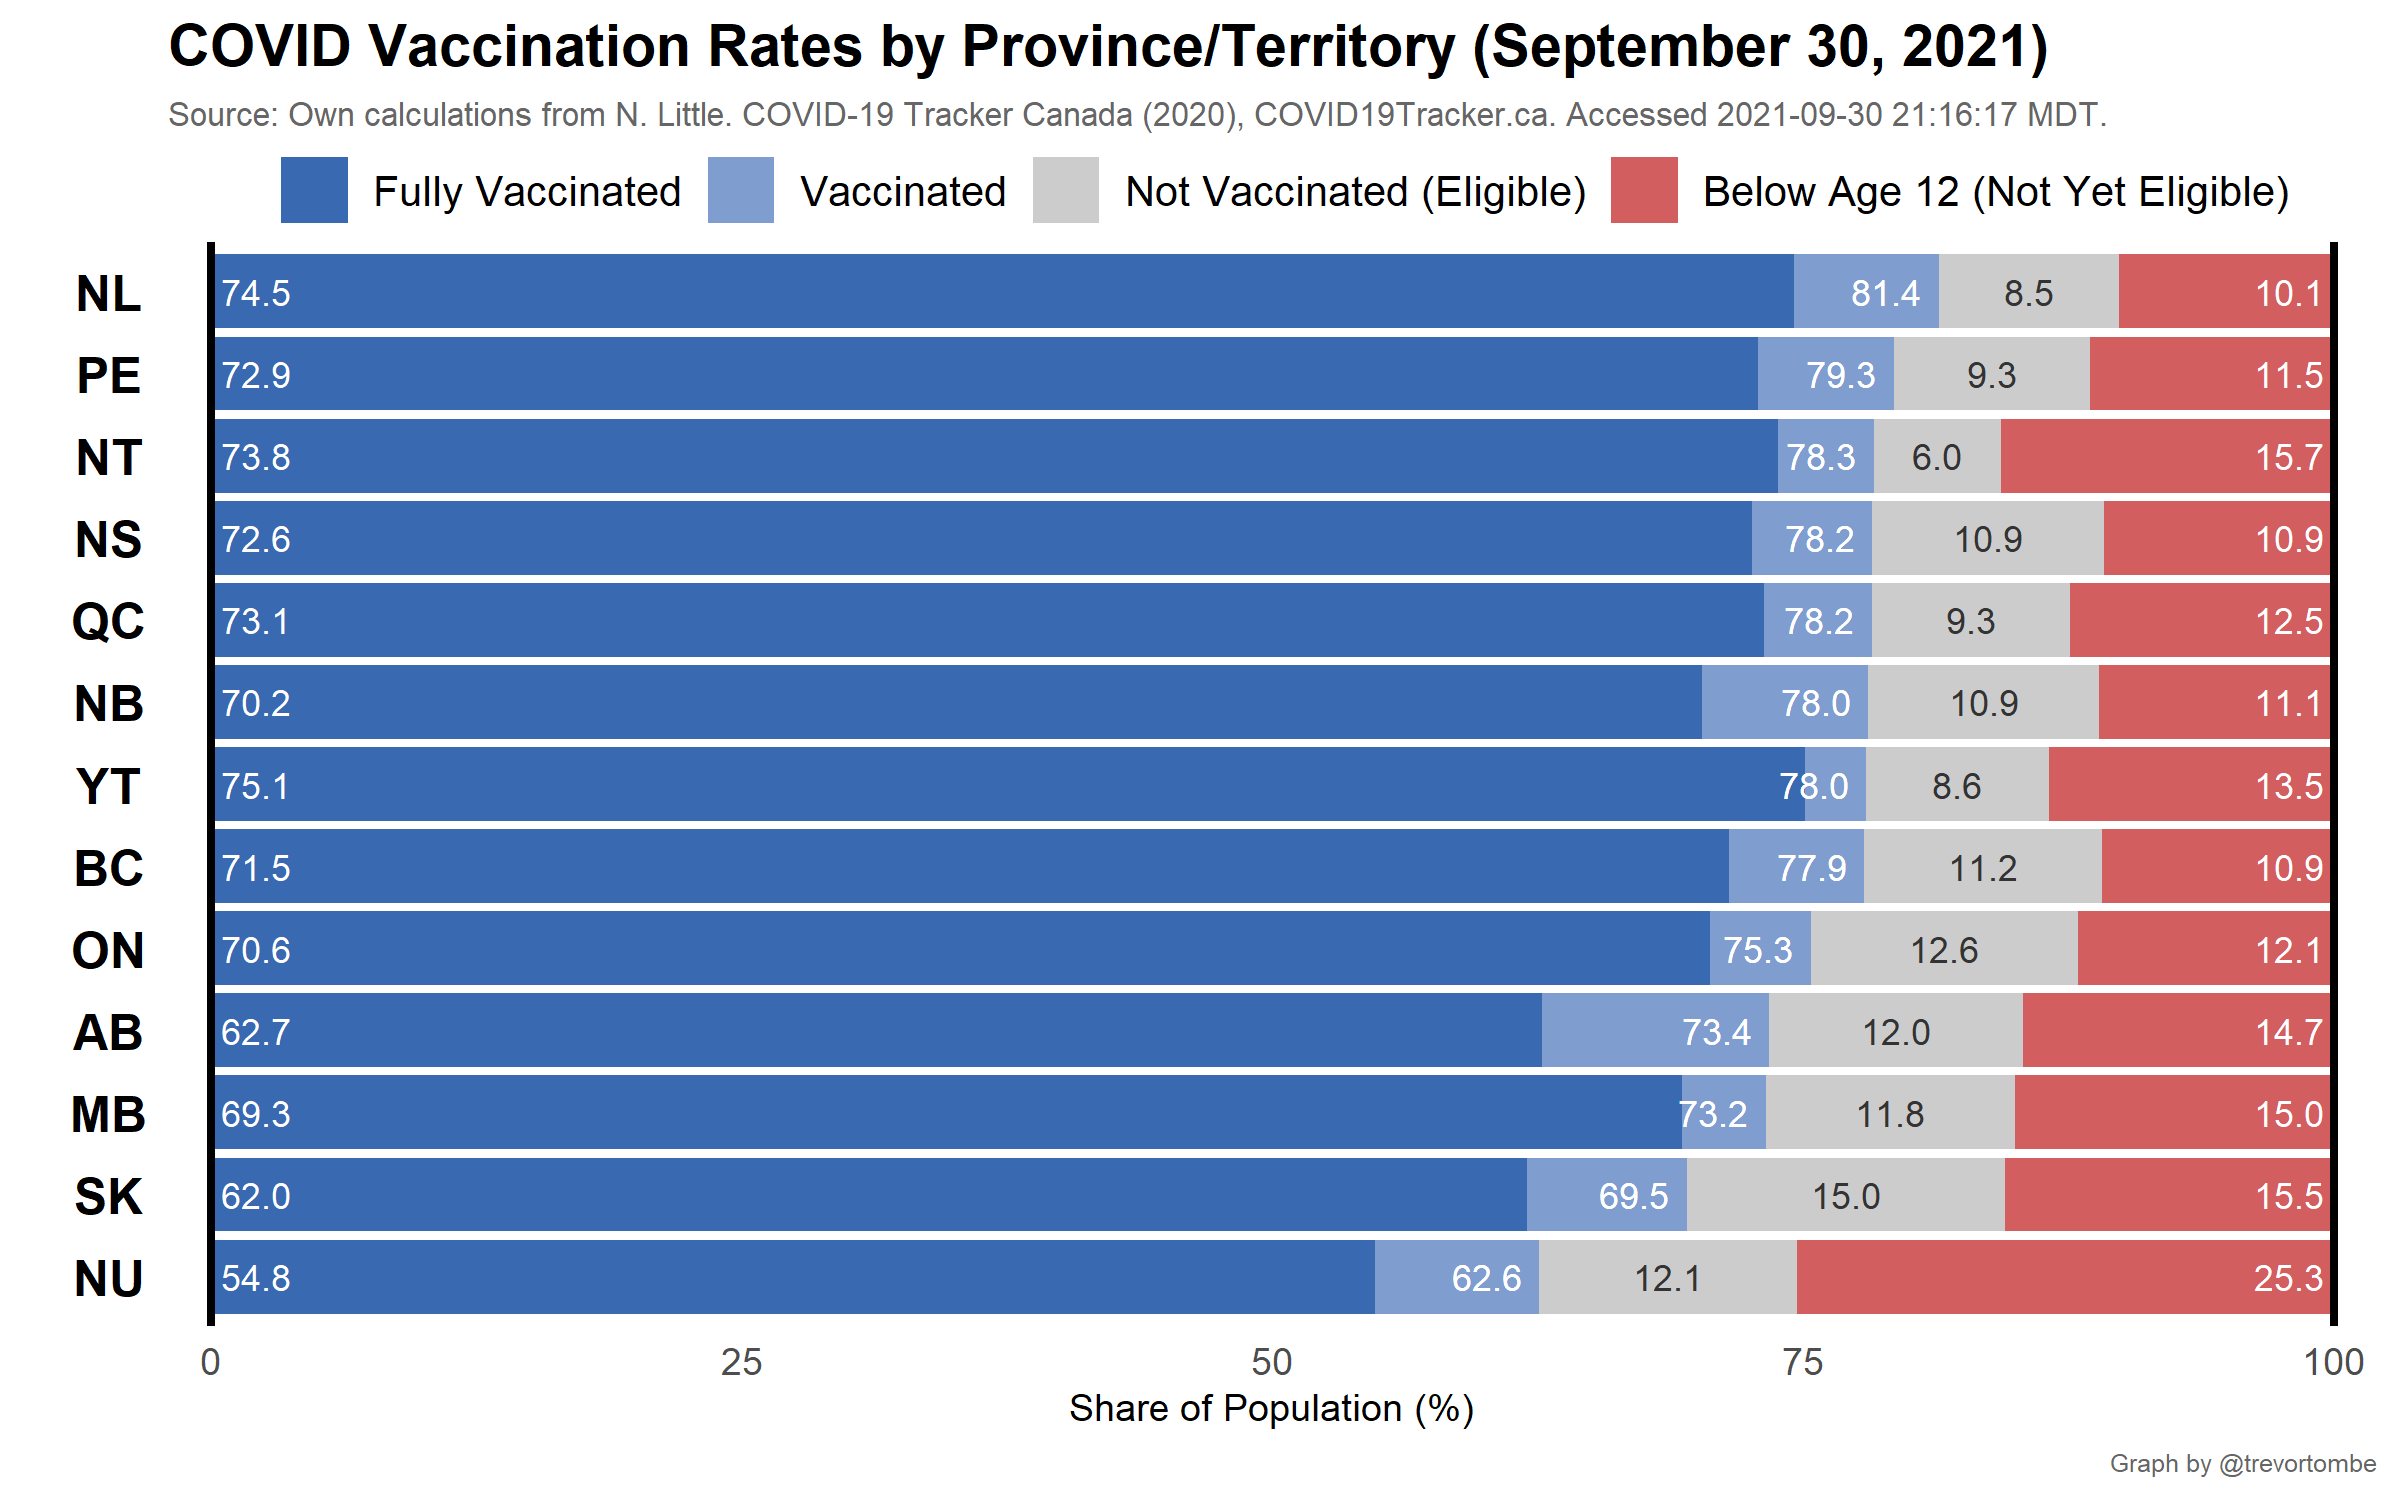 COVID Vaccination Rates by Province/Territory (September 30, 2021)
Source: Own calculations from N. Little. COVID-19 Tracker Canada (2020), COVID19Tracker.ca. Accessed 2021-09-30 21:16:17 MDT.
Fully Vaccinated Vaccinated Not Vaccinated (Eligible) Below Age 12 (Not Yet Eligible)
NL 74.5 81.4 8.5 10.1
PE 72.9 79.3 9.3 11.5
NT 73.8 78.3 6.0 15.7
NS 72.6 78.2 10.9 10.9
QC 73.1 78.2 9.3 12.5
NB 70.2 78.0 10.9 11.1
YT 75.1 78.0 8.6 13.5
BC 71.5 77.9 11.2 10.9
ON 70.6 75.3 12.6 12.1
AB 62.7 73.4 12.0 14.7
MB 69.3 73.2 11.8 15.0
SK 62.0 69.5 15.0 15.5
NU 54.8 62.6 12.1 25.3
0 25 50 75 100
Share of Population (%)
Graph by @trevortombe